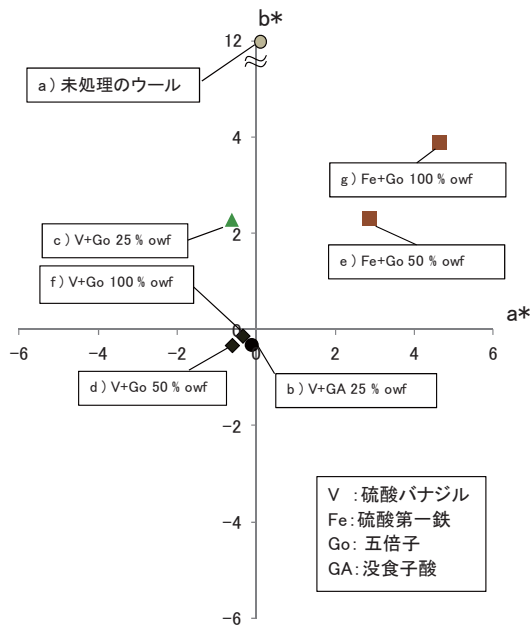 b*
12
a ) 未処理のウール
4
g ) Fe+Go 100 % owf
c ) V+Go 25 % owf
2
e ) Fe+Go 50 % owf
f ) V+Go 100 % owf
a*
0
-6
-4
-2
0
2
4
6
d ) V+Go 50 % owf
b ) V+GA 25 % owf
-2
V :硫酸バナジル
Fe:硫酸第一鉄
Go: 五倍子
GA:没食子酸
-4
-6